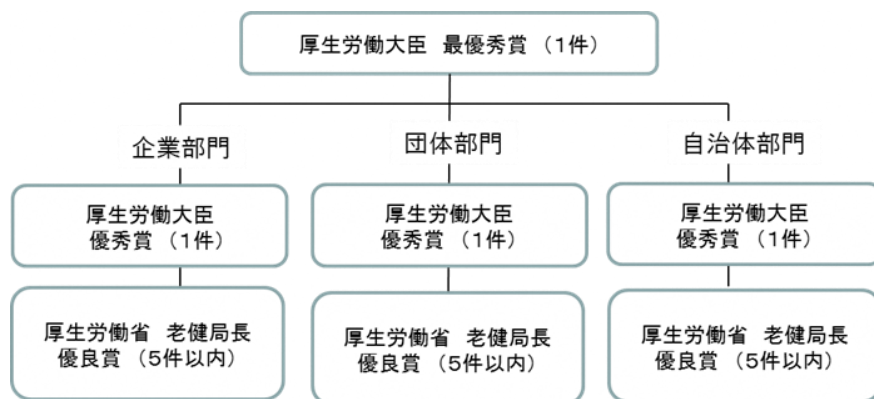 厚生労働大臣　最優秀賞（1件）
企業部門
団体部門
自治体部門
厚生労働大臣
優秀賞（1件）
厚生労働大臣
優秀賞（1件）
厚生労働大臣
優秀賞（1件）
厚生労働省　老健局長
優良賞（5件以内）
厚生労働省　老健局長
優良賞（5件以内）
厚生労働省　老健局長
優良賞（5件以内）